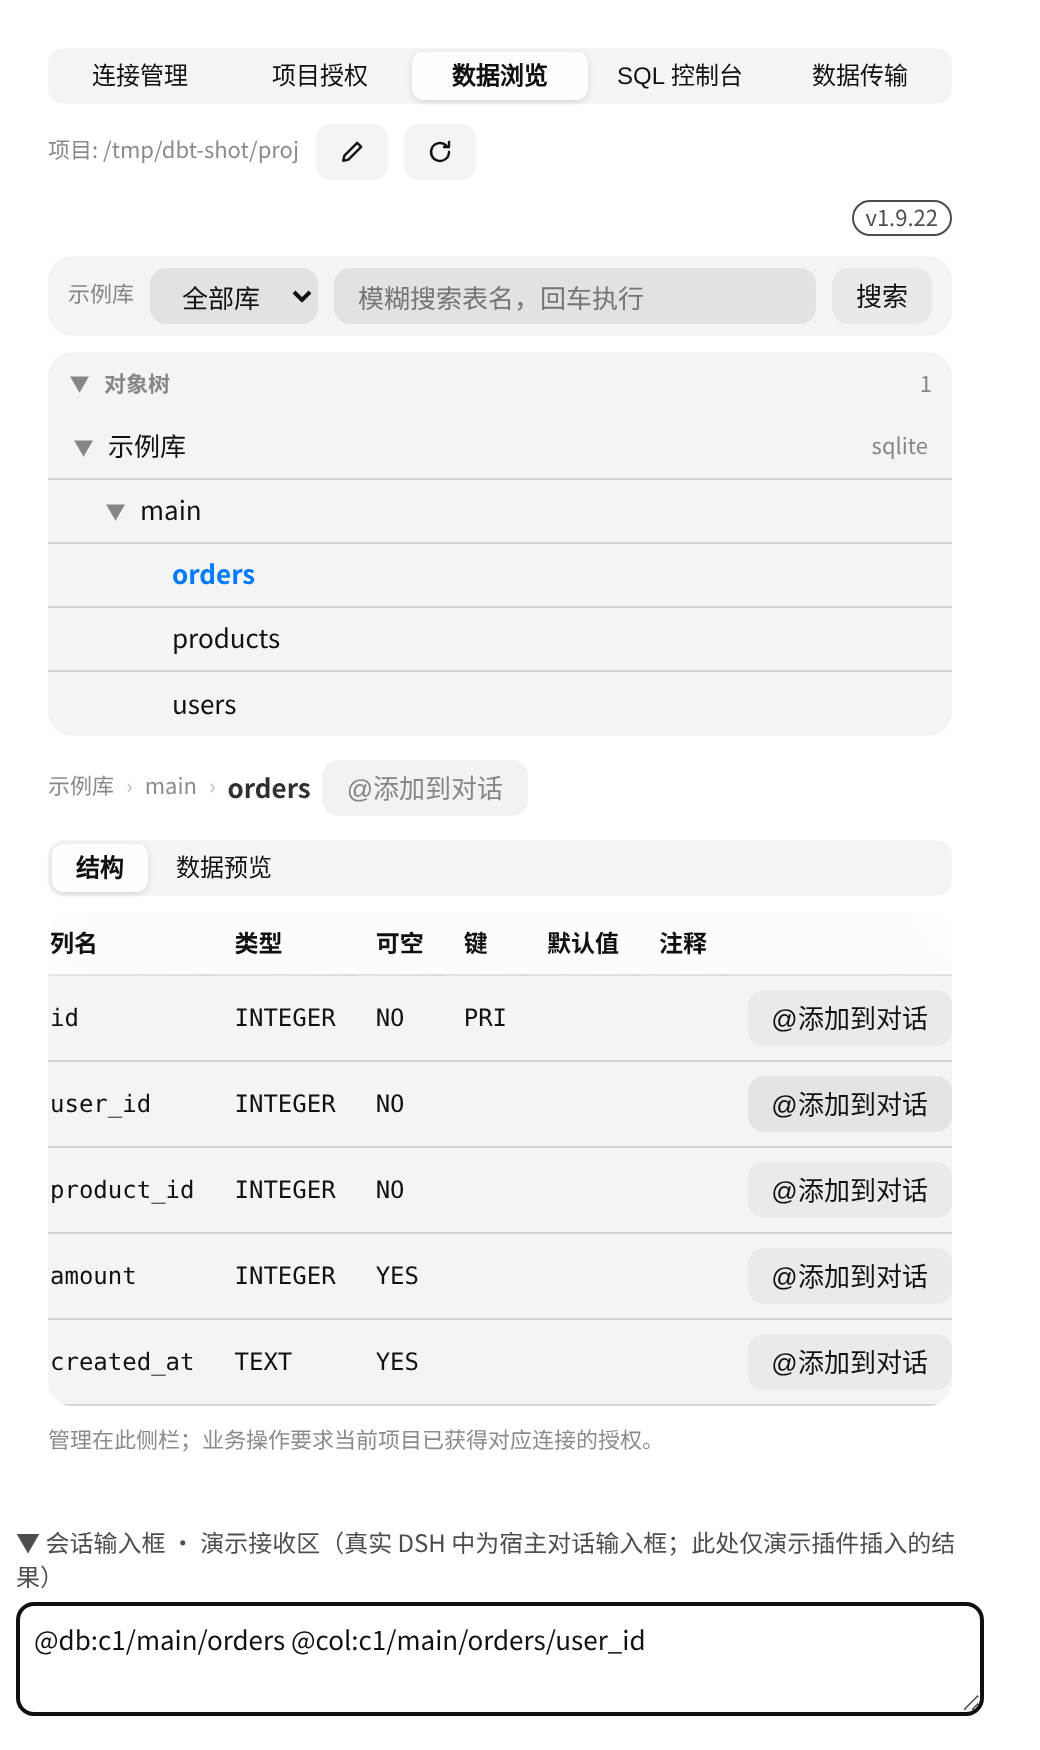 连接管理 项目授权 数据浏览 SQL 控制台 数据传输
项目: /tmp/dbt-shot/proj
v1.9.22
示例库 全部库 模糊搜索表名，回车执行 搜索
▼ 对象树 1
▼ 示例库 sqlite
▼ main
orders
products
users
示例库 › main › orders @添加到对话
结构 数据预览
列名 类型 可空 键 默认值 注释
id INTEGER NO PRI @添加到对话
user_id INTEGER NO @添加到对话
product_id INTEGER NO @添加到对话
amount INTEGER YES @添加到对话
created_at TEXT YES @添加到对话
管理在此侧栏；业务操作要求当前项目已获得对应连接的授权。
▼ 会话输入框 · 演示接收区（真实 DSH 中为宿主对话输入框；此处仅演示插件插入的结
果）
@db:c1/main/orders @col:c1/main/orders/user_id